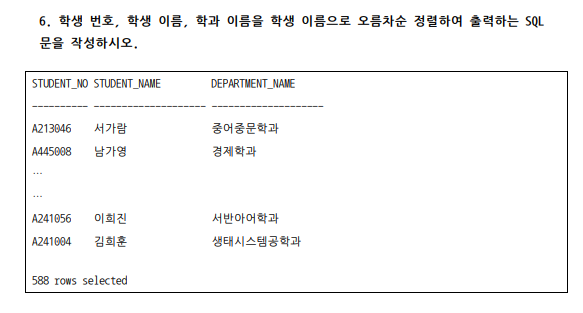 6. 학생 번호, 학생 이름, 학과 이름을 학생 이름으로 오름차순 정렬하여 출력하는 SQL
문을 작성하시오.
STUDENT_NO STUDENT_NAME         DEPARTMENT_NAME
---------- -------------------- --------------------
A213046    서가람               중어중문학과
A445008    남가영               경제학과
…
…
A241056    이희진               서반아어학과
A241004    김희훈               생태시스템공학과
588 rows selected